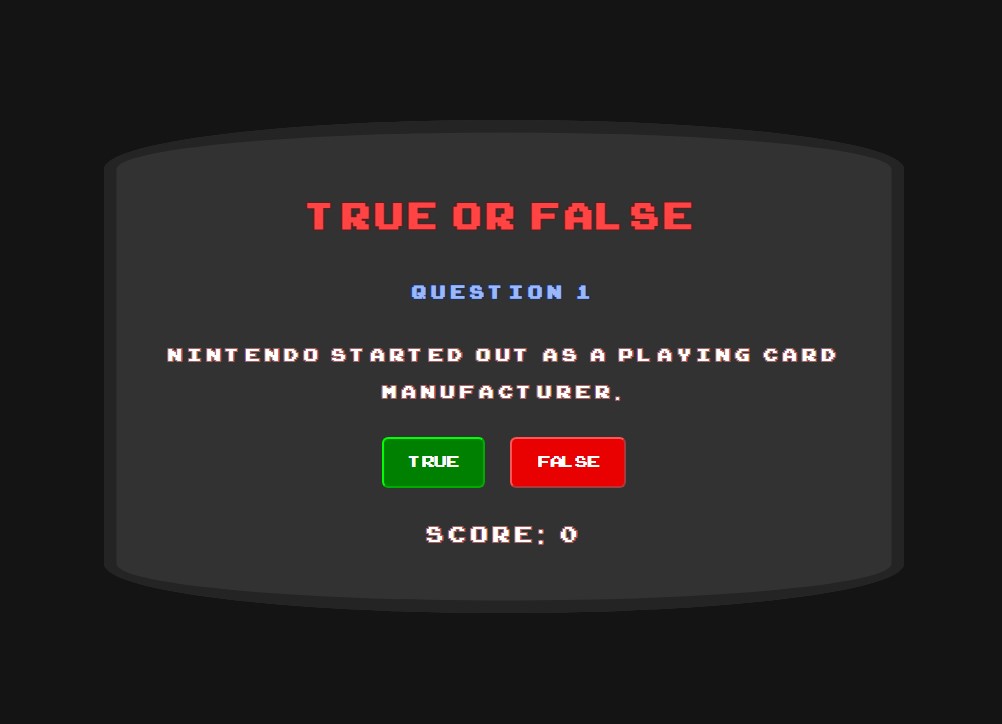 TRUE OR FALSE
QUESTION 1
NINTENDO STARTED OUT AS A PLAYING CARD
MANUFACTURER.
TRUE FALSE
SCORE: 0